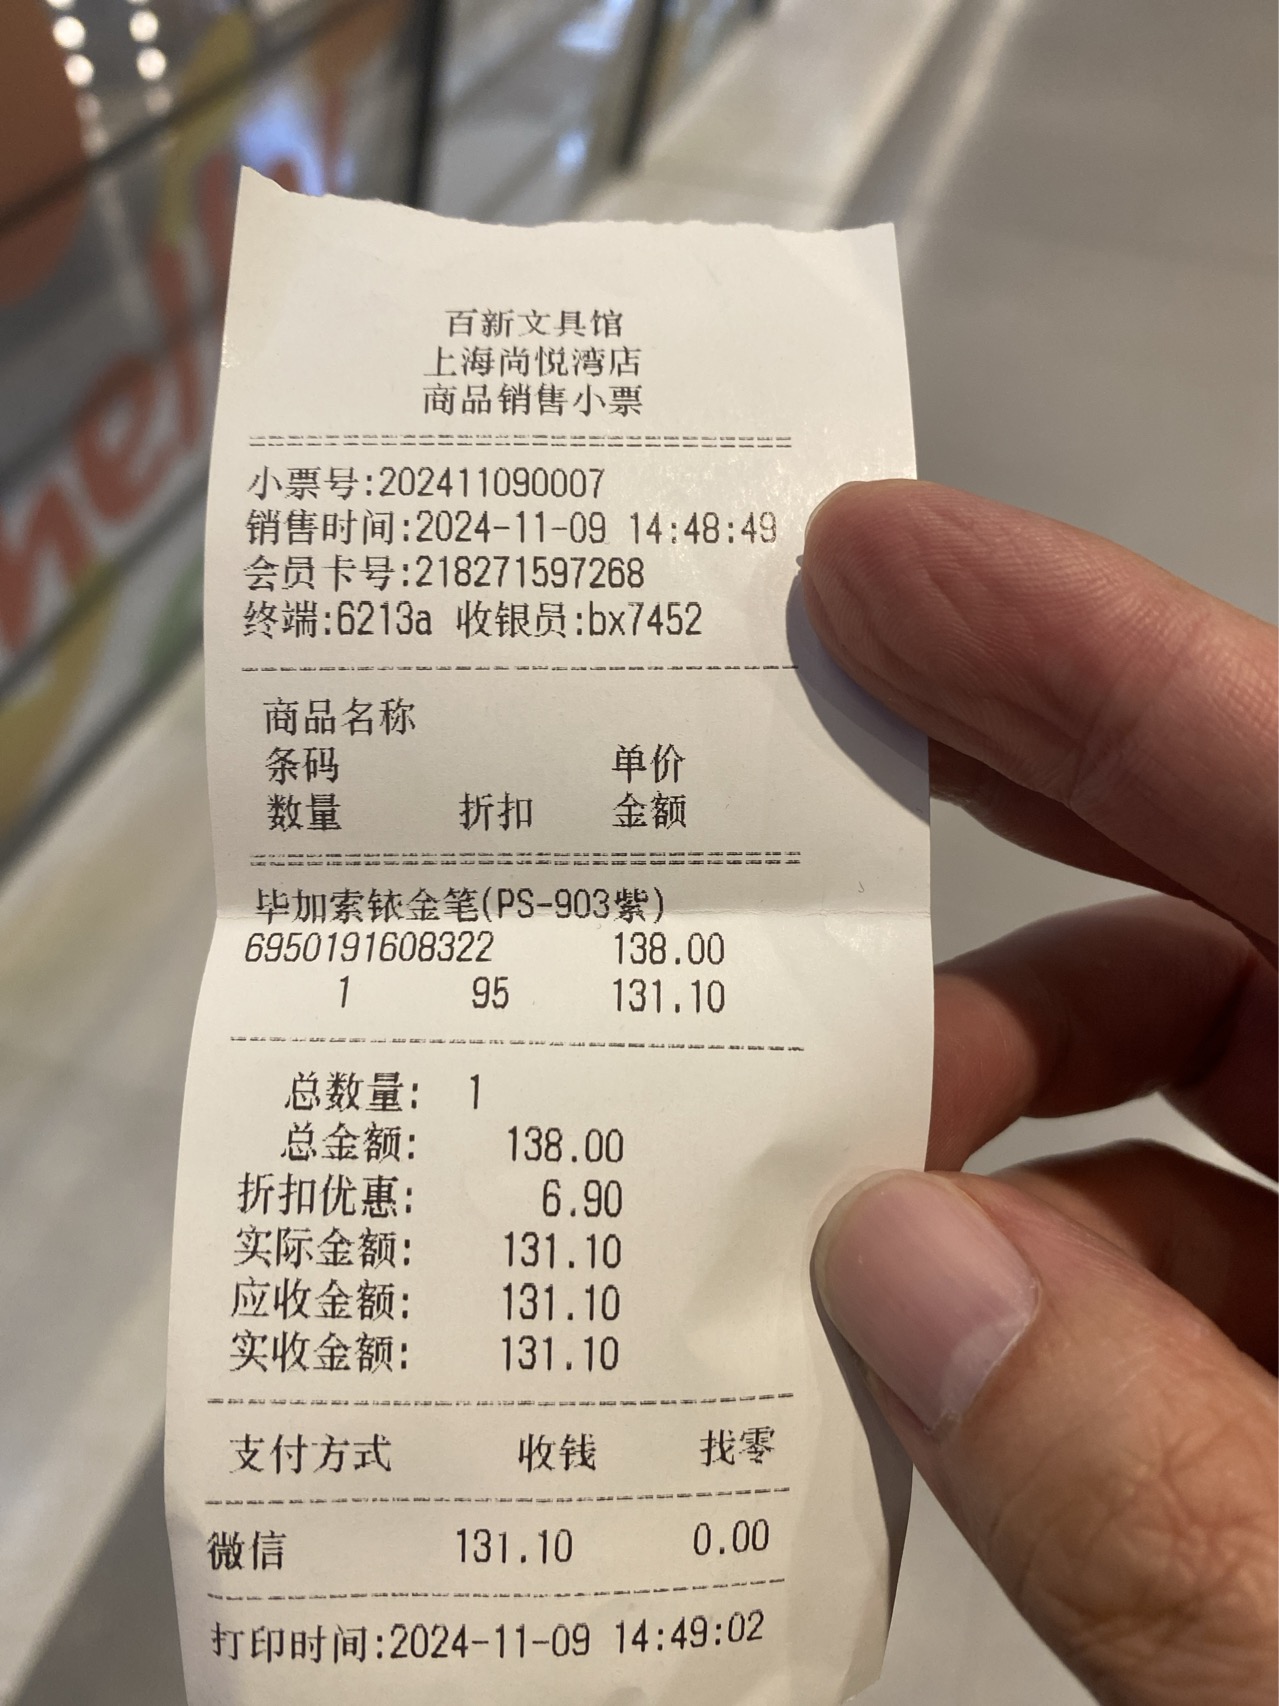 百新文具馆
上海尚悦湾店
商品销售小票
小票号:202411090007
销售时间:2024-11-09 14:48:49
会员卡号:218271597268
终端:6213a 收银员:bx7452
商品名称
条码 单价
数量 折扣 金额
毕加索铱金笔(PS-903紫)
6950191608322 138.00
1 95 131.10
总数量: 1
总金额: 138.00
折扣优惠: 6.90
实际金额: 131.10
应收金额: 131.10
实收金额: 131.10
支付方式 收钱 找零
微信 131.10 0.00
打印时间:2024-11-09 14:49:02